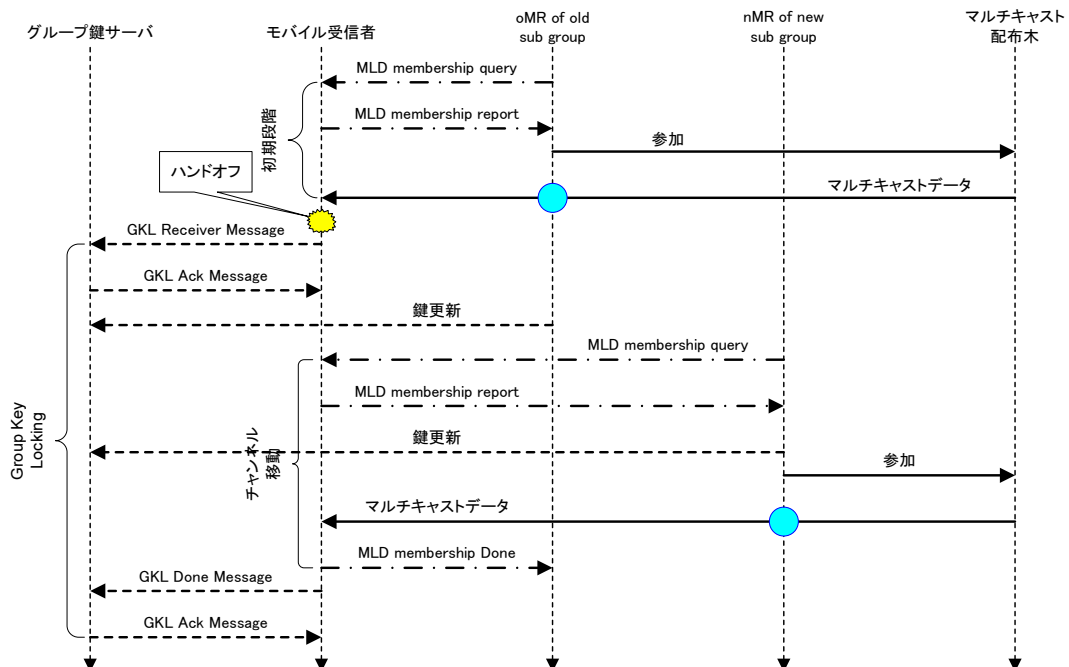 グループ鍵サーバ
モバイル受信者
oMR of old
sub group
nMR of new
sub group
マルチキャスト
配布木
MLD membership query
MLD membership report
初期段階
参加
ハンドオフ
マルチキャストデータ
GKL Receiver Message
GKL Ack Message
鍵更新
MLD membership query
MLD membership report
Group Key
Locking
チャンネル
移動
鍵更新
参加
マルチキャストデータ
MLD membership Done
GKL Done Message
GKL Ack Message